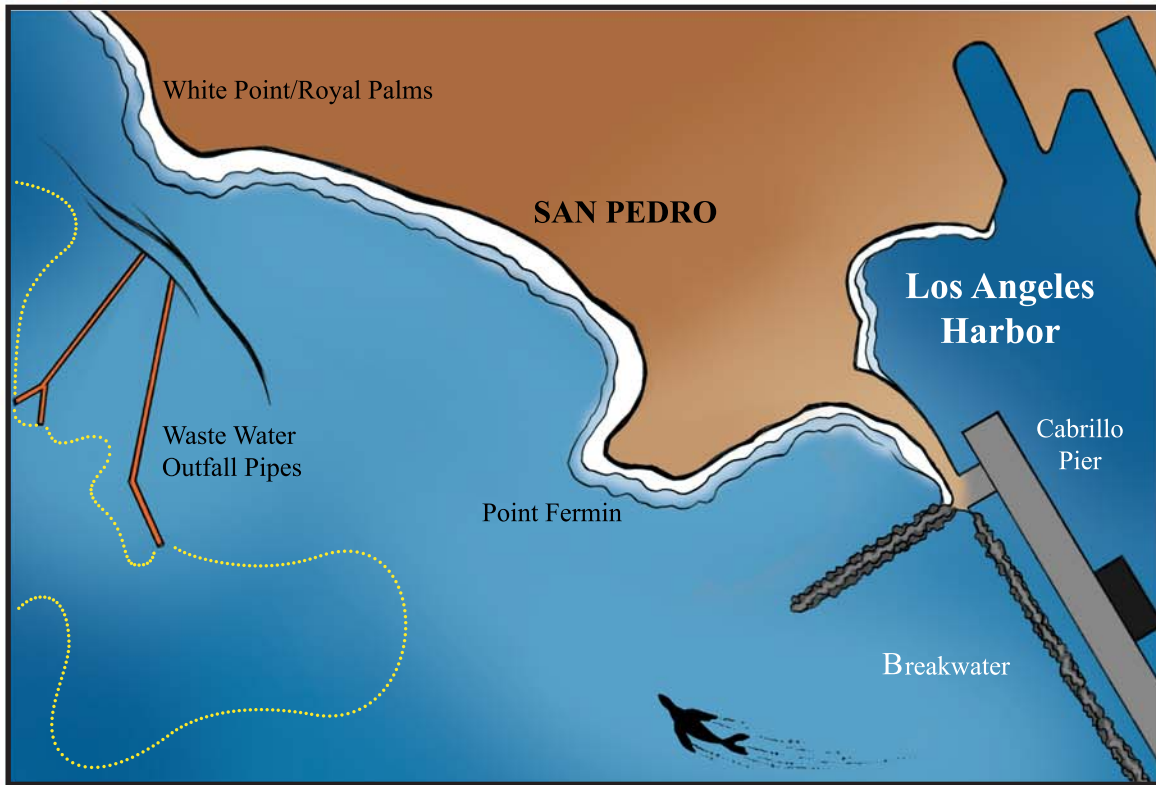 White Point/Royal Palms
SAN PEDRO
Los Angeles
Harbor
Cabrillo
Pier
Waste Water
Outfall Pipes
Point Fermin
Breakwater